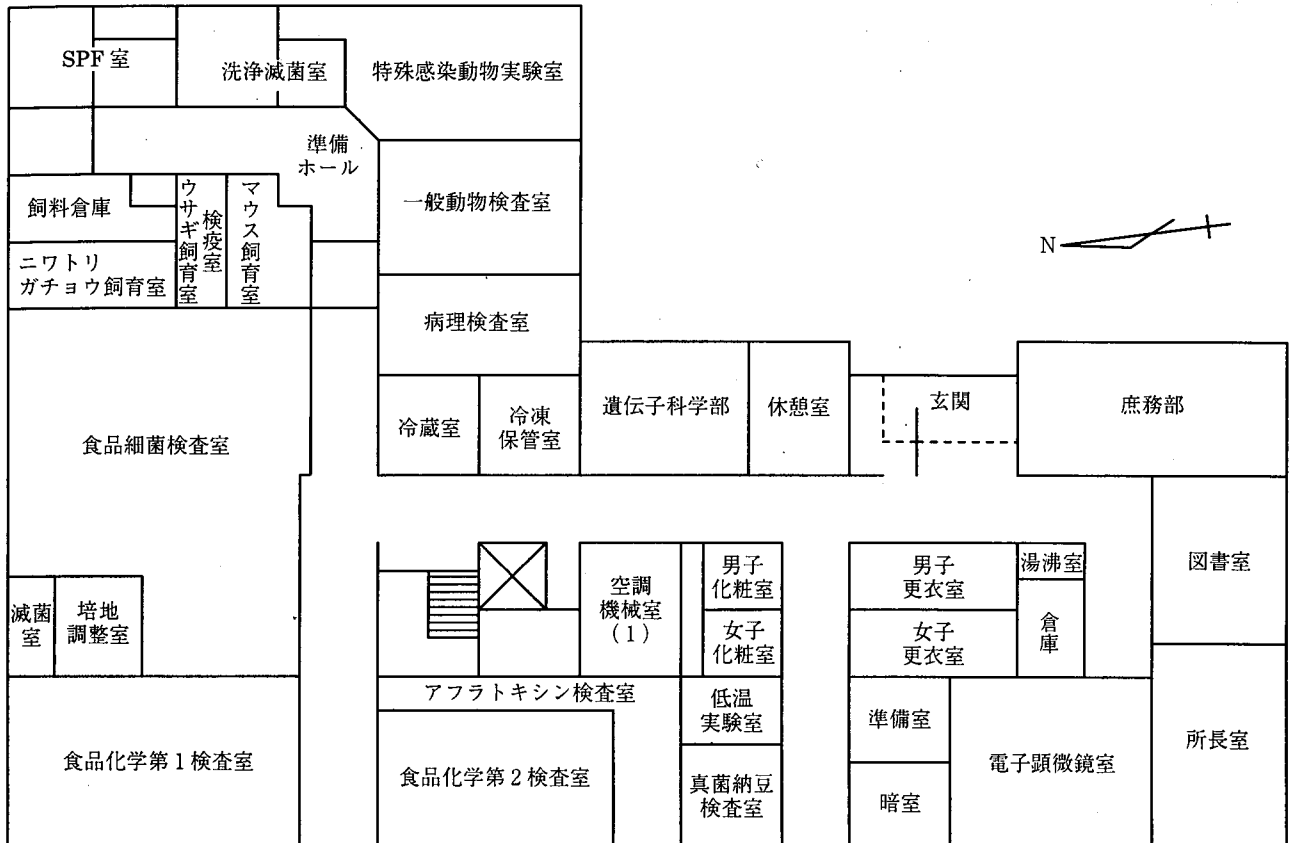 SPF 室
洗浄滅菌室
特殊感染動物実験室
準備
ホール
飼料倉庫
ウサギ飼育室
検疫室
マウス飼育室
一般動物検査室
ニワトリ
ガチョウ飼育室
N
病理検査室
食品細菌検査室
冷蔵室
冷凍
保管室
遺伝子科学部
休憩室
玄関
庶務部
滅菌
室
培地
調整室
空調
機械室
(1)
男子
化粧室
女子
化粧室
男子
更衣室
女子
更衣室
湯沸室
倉庫
図書室
アフラトキシン検査室
低温
実験室
準備室
食品化学第1検査室
食品化学第2検査室
真菌納豆
検査室
暗室
電子顕微鏡室
所長室